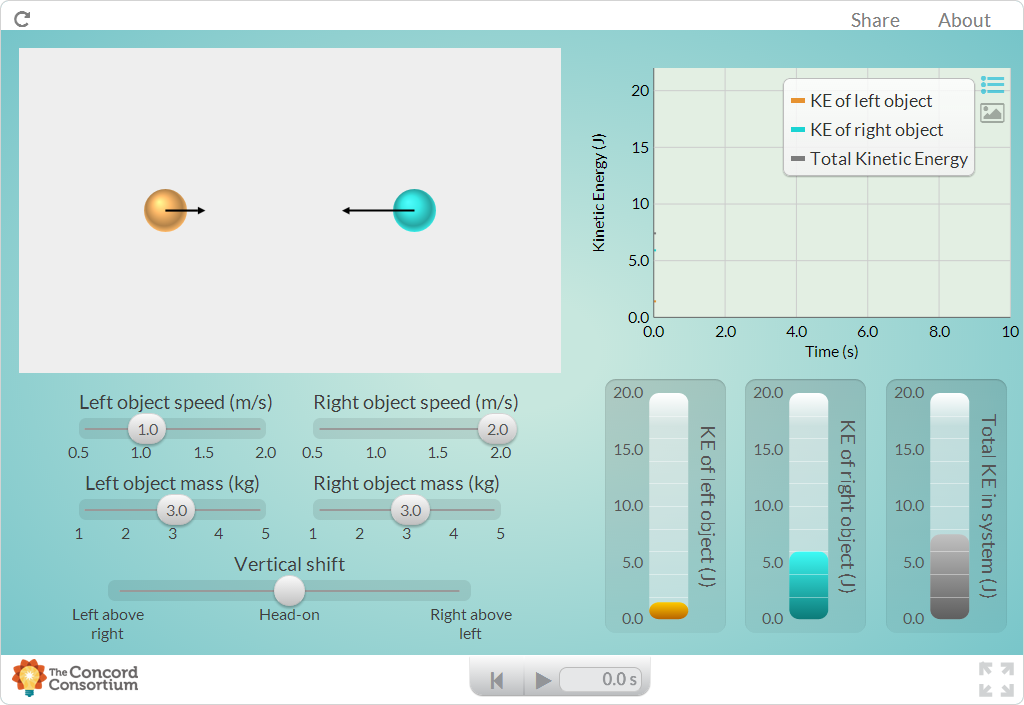 Share About
KE of left object
KE of right object
Total Kinetic Energy
Kinetic Energy (J)
20
15
10
5.0
0.0
0.0 2.0 4.0 6.0 8.0 10
Time (s)
Left object speed (m/s)
1.0
0.5 1.0 1.5 2.0
Right object speed (m/s)
2.0
0.5 1.0 1.5 2.0
Left object mass (kg)
3.0
1 2 3 4 5
Right object mass (kg)
3.0
1 2 3 4 5
Vertical shift
Left above
right
Head-on
Right above
left
20.0
15.0
10.0
5.0
0.0
KE of left object (J)
20.0
15.0
10.0
5.0
0.0
KE of right object (J)
20.0
15.0
10.0
5.0
0.0
Total KE in system (J)
The Concord
Consortium
0.0 s